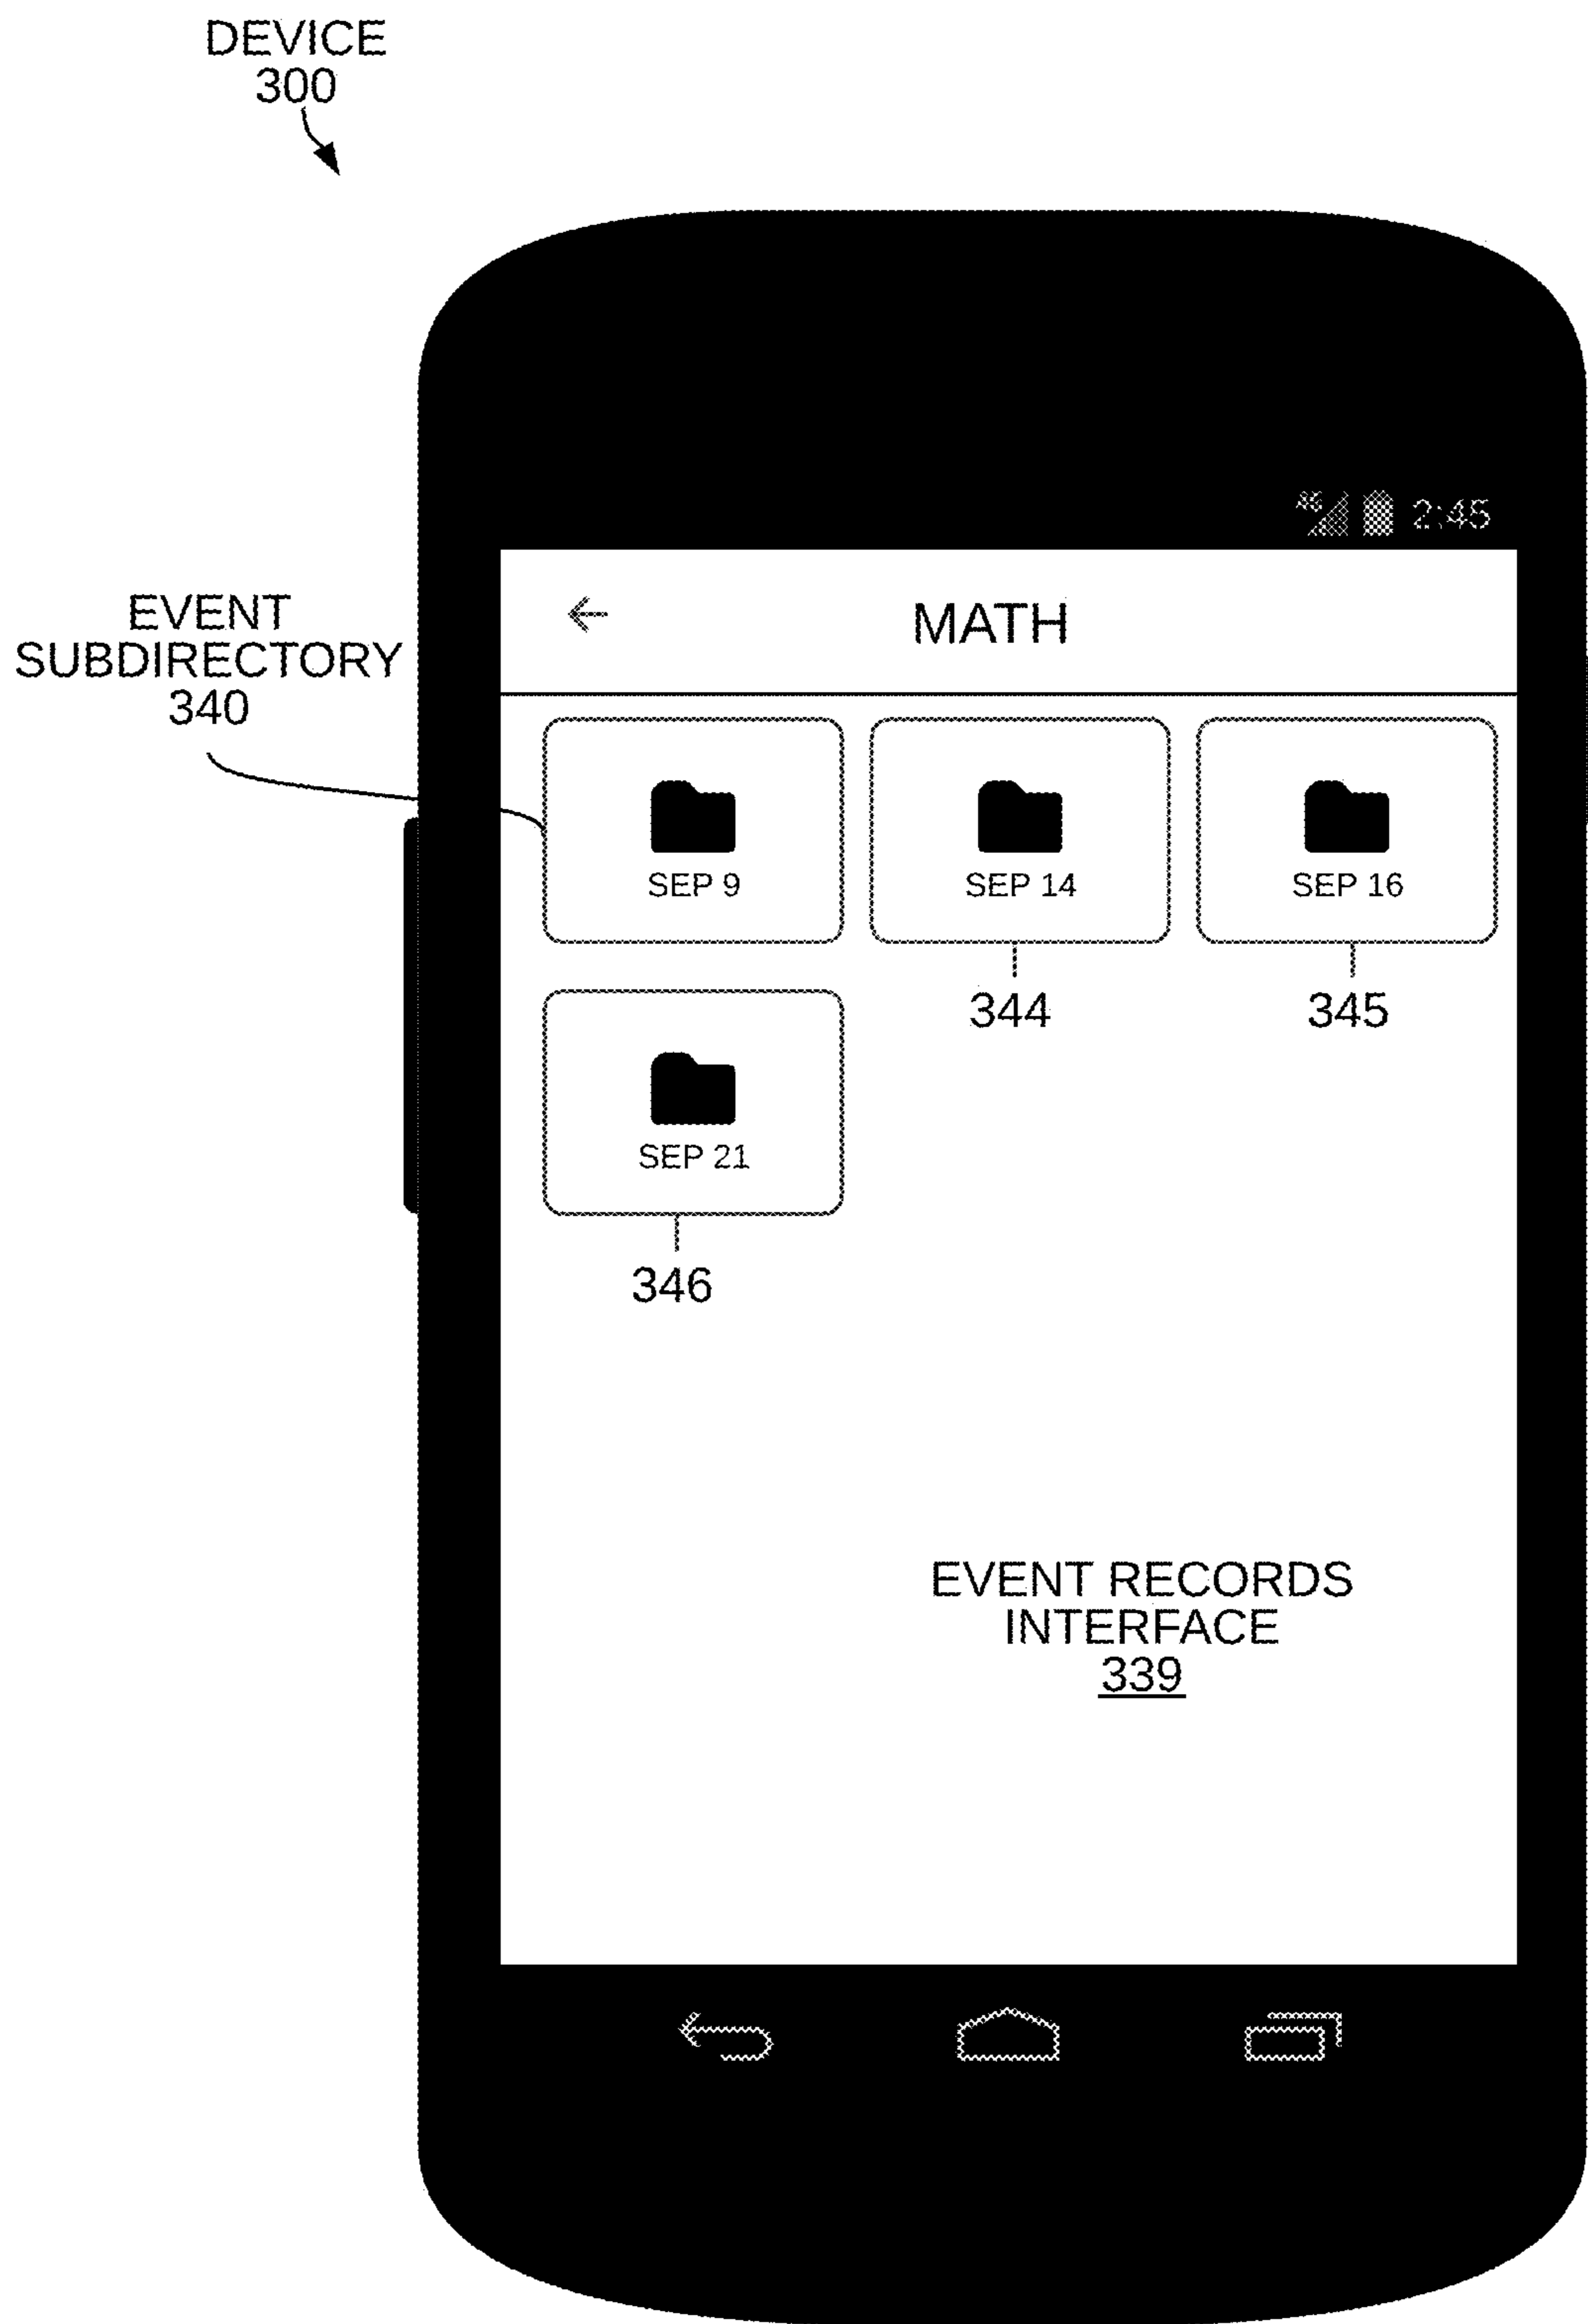 DEVICE
300
4G 2:45
MATH
EVENT
SUBDIRECTORY
340
SEP 9
SEP 14
SEP 16
344
345
SEP 21
346
EVENT RECORDS
INTERFACE
339